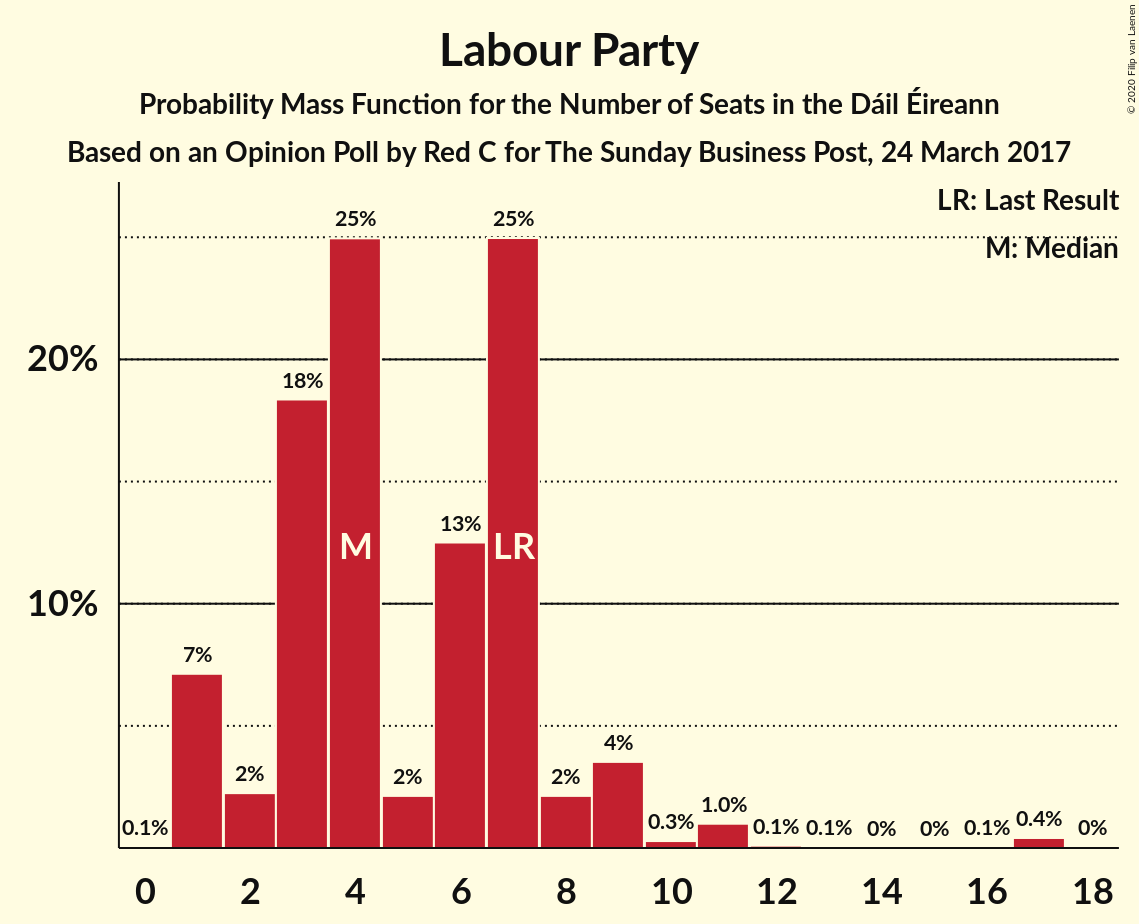 Labour Party
Probability Mass Function for the Number of Seats in the Dáil Éireann
Based on an Opinion Poll by Red C for The Sunday Business Post, 24 March 2017
© 2020 Filip van Laenen
LR: Last Result
M: Median
20%
10%
0.1%
7%
2%
18%
25%
2%
13%
25%
2%
4%
0.3%
1.0%
0.1%
0.1%
0%
0%
0.1%
0.4%
0%
M
LR
0 2 4 6 8 10 12 14 16 18